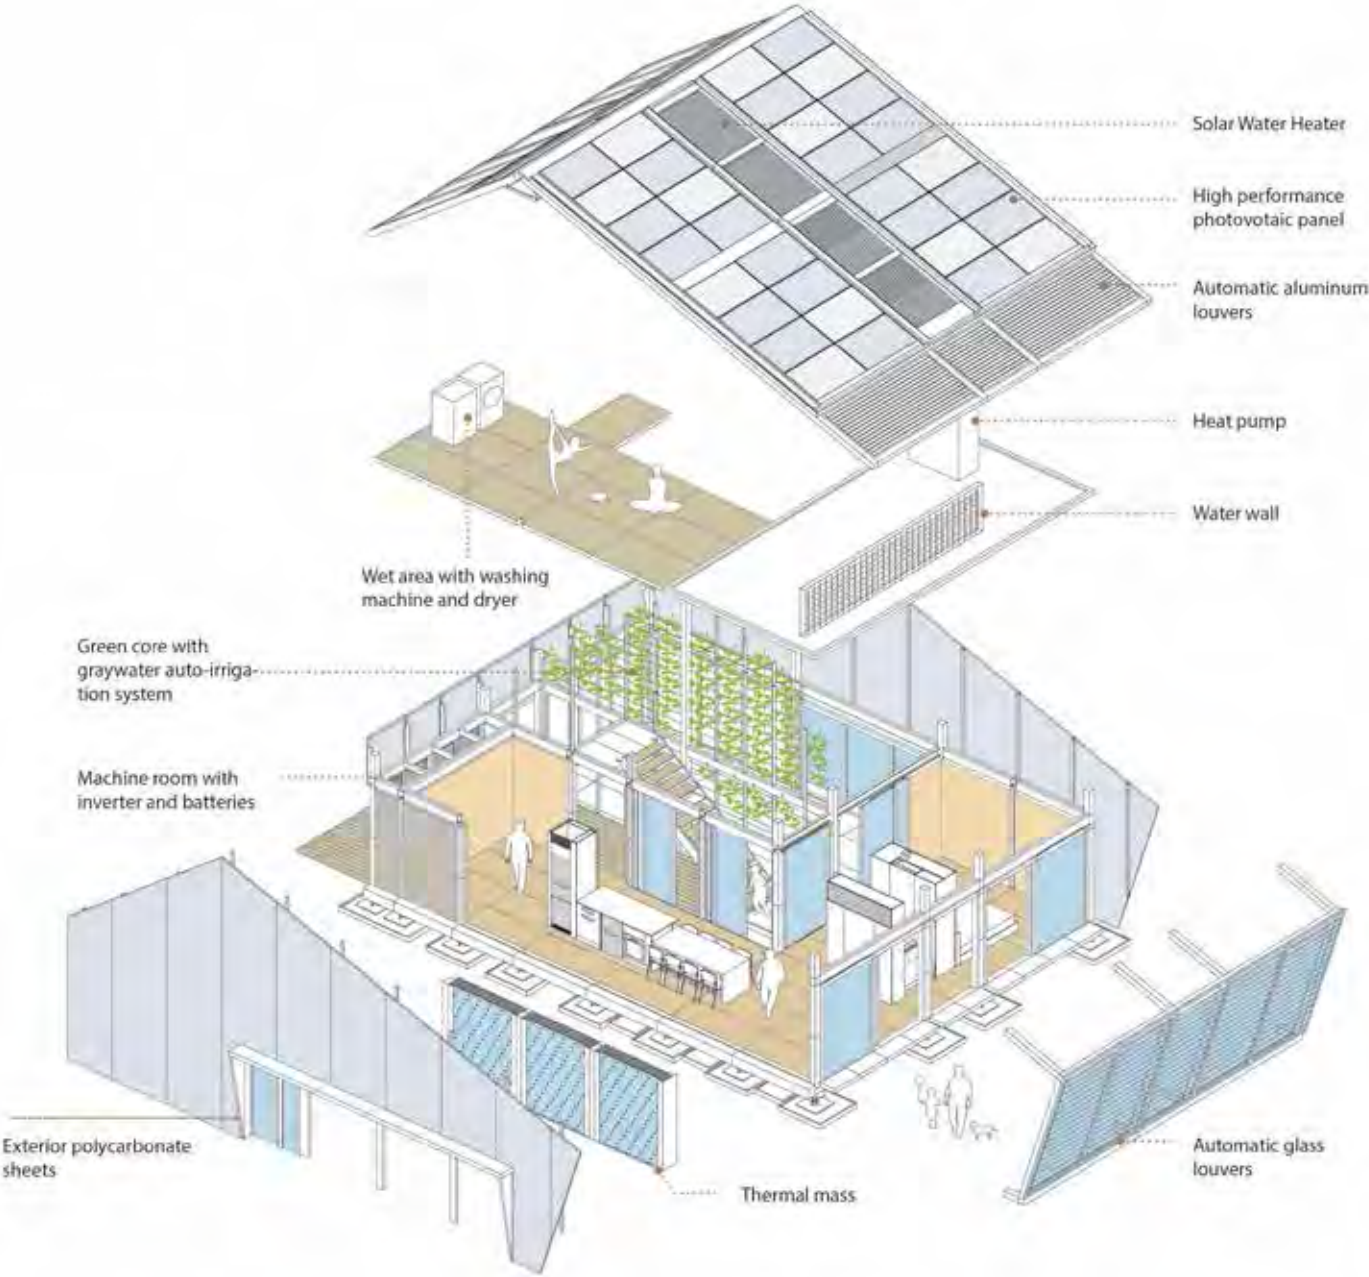 Solar Water Heater
High performance
photovotaic panel
Automatic aluminum
louvers
Heat pump
Water wall
Wet area with washing
machine and dryer
Green core with
graywater auto-irriga-
tion system
Machine room with
inverter and batteries
Exterior polycarbonate
sheets
Thermal mass
Automatic glass
louvers